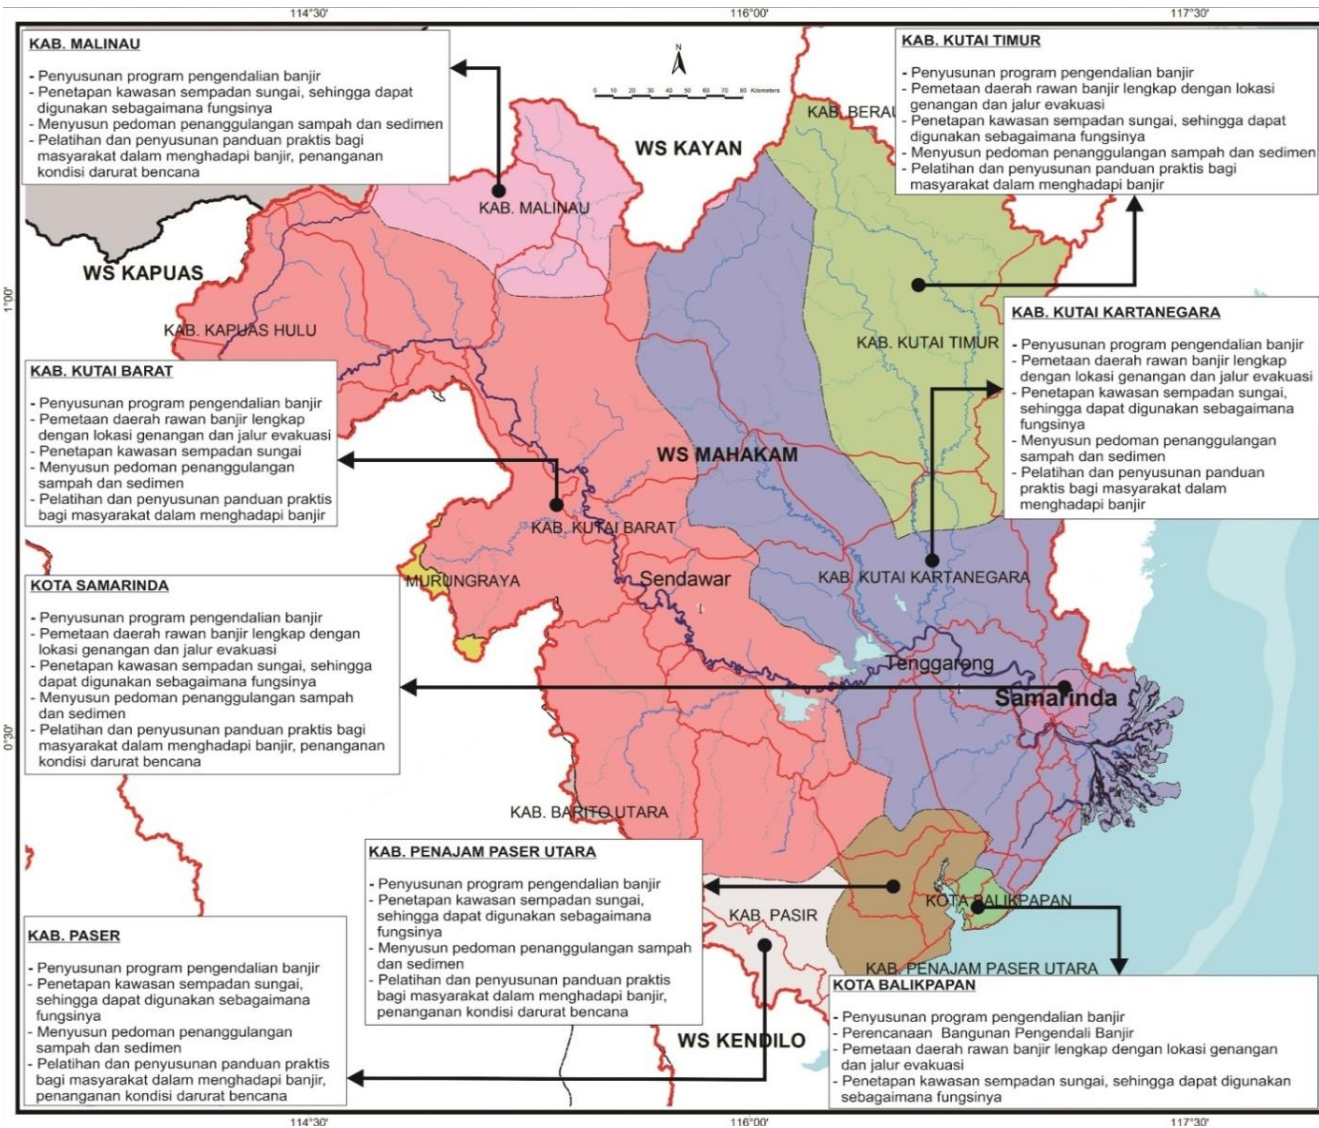 114°30'
116°00'
117°30'
KAB. MALINAU
- Penyusunan program pengendalian banjir
- Penetapan kawasan sempadan sungai, sehingga dapat
digunakan sebagaimana fungsinya
- Menyusun pedoman penanggulangan sampah dan sedimen
- Pelatihan dan penyusunan panduan praktis bagi
masyarakat dalam menghadapi banjir, penanganan
kondisi darurat bencana
N
0 10 20 30 40 50 60 70 80 Kilometers
KAB. KUTAI TIMUR
- Penyusunan program pengendalian banjir
- Pemetaan daerah rawan banjir lengkap dengan lokasi
genangan dan jalur evakuasi
- Penetapan kawasan sempadan sungai, sehingga dapat
digunakan sebagaimana fungsinya
- Menyusun pedoman penanggulangan sampah dan sedimen
- Pelatihan dan penyusunan panduan praktis bagi
masyarakat dalam menghadapi banjir
KAB. BERAU
WS KAYAN
KAB. MALINAU
WS KAPUAS
1°00'
KAB. KAPUAS HULU
KAB. KUTAI TIMUR
KAB. KUTAI KARTANEGARA
- Penyusunan program pengendalian banjir
- Pemetaan daerah rawan banjir lengkap
dengan lokasi genangan dan jalur evakuasi
- Penetapan kawasan sempadan sungai,
sehingga dapat digunakan sebagaimana
fungsinya
- Menyusun pedoman penanggulangan
sampah dan sedimen
- Pelatihan dan penyusunan panduan
praktis bagi masyarakat dalam
menghadapi banjir
KAB. KUTAI BARAT
- Penyusunan program pengendalian banjir
- Pemetaan daerah rawan banjir lengkap
dengan lokasi genangan dan jalur evakuasi
- Penetapan kawasan sempadan sungai
- Menyusun pedoman penanggulangan
sampah dan sedimen
- Pelatihan dan penyusunan panduan praktis
bagi masyarakat dalam menghadapi banjir
WS MAHAKAM
KAB. KUTAI BARAT
MURUNGRAYA
Sendawar
KAB. KUTAI KARTANEGARA
KOTA SAMARINDA
- Penyusunan program pengendalian banjir
- Pemetaan daerah rawan banjir lengkap dengan
lokasi genangan dan jalur evakuasi
- Penetapan kawasan sempadan sungai, sehingga
dapat digunakan sebagaimana fungsinya
- Menyusun pedoman penanggulangan sampah
dan sedimen
- Pelatihan dan penyusunan panduan praktis bagi
masyarakat dalam menghadapi banjir, penanganan
kondisi darurat bencana
Tenggarong
Samarinda
0°30'
KAB. BARITO UTARA
KAB. PENAJAM PASER UTARA
- Penyusunan program pengendalian banjir
- Penetapan kawasan sempadan sungai,
sehingga dapat digunakan sebagaimana
fungsinya
- Menyusun pedoman penanggulangan sampah
dan sedimen
- Pelatihan dan penyusunan panduan praktis
bagi masyarakat dalam menghadapi banjir,
penanganan kondisi darurat bencana
KAB. PASIR
KOTA BALIKPAPAN
KAB. PENAJAM PASER UTARA
WS KENDILO
KAB. PASER
- Penyusunan program pengendalian banjir
- Penetapan kawasan sempadan sungai,
sehingga dapat digunakan sebagaimana
fungsinya
- Menyusun pedoman penanggulangan
sampah dan sedimen
- Pelatihan dan penyusunan panduan praktis
bagi masyarakat dalam menghadapi banjir,
penanganan kondisi darurat bencana
KOTA BALIKPAPAN
- Penyusunan program pengendalian banjir
- Perencanaan Bangunan Pengendali Banjir
- Pemetaan daerah rawan banjir lengkap dengan lokasi genangan
dan jalur evakuasi
- Penetapan kawasan sempadan sungai, sehingga dapat digunakan
sebagaimana fungsinya
114°30'
116°00'
117°30'